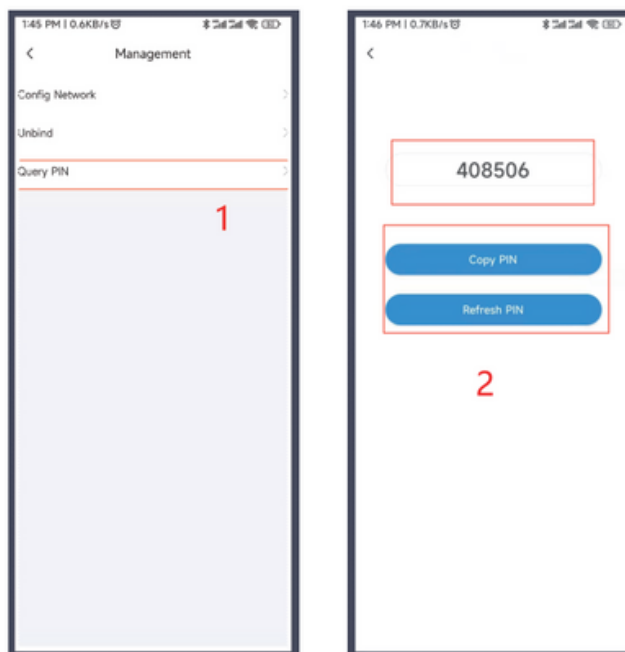 1:45 PM | 0.6KB/s
Management
Config Network
Unbind
Query PIN
1
1:46 PM | 0.7KB/s
408506
Copy PIN
Refresh PIN
2